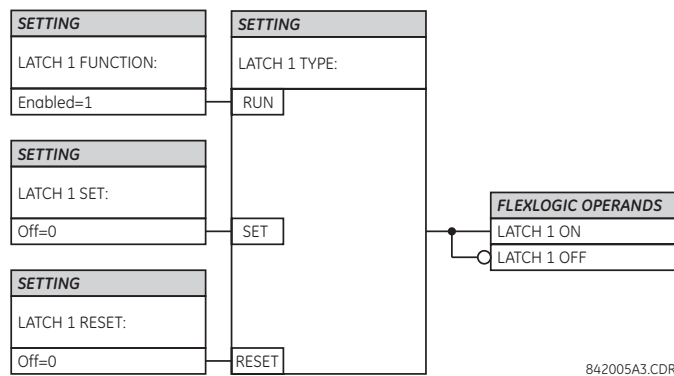 SETTING
LATCH 1 FUNCTION:
Enabled=1
SETTING
LATCH 1 SET:
Off=0
SETTING
LATCH 1 RESET:
Off=0
SETTING
LATCH 1 TYPE:
RUN
SET
RESET
FLEXLOGIC OPERANDS
LATCH 1 ON
LATCH 1 OFF
842005A3.CDR